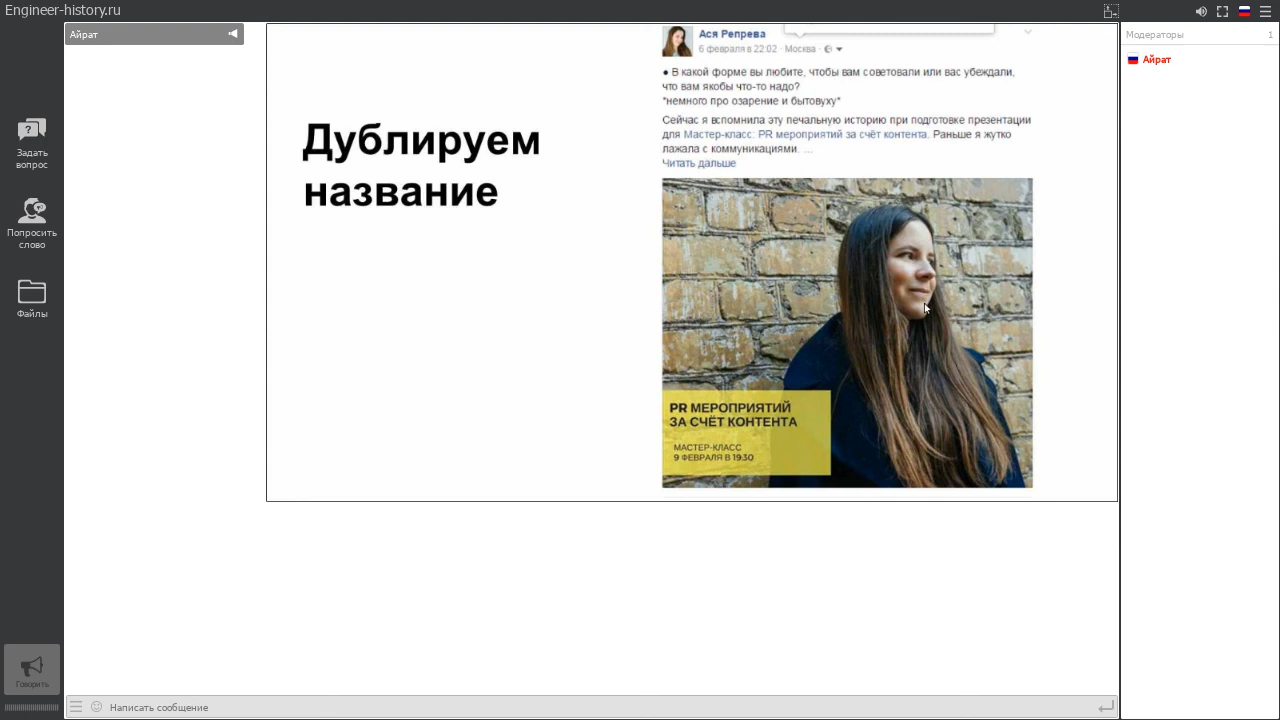 Engineer-history.ru
Айрат
Задать
вопрос
Попросить
слово
Файлы
Говорить
Дублируем
название
Ася Репрева
6 февраля в 22:02 · Москва ·
● В какой форме вы любите, чтобы вам советовали или вас убеждали,
что вам якобы что-то надо?
*немного про озарение и бытовуху*
Сейчас я вспомнила эту печальную историю при подготовке презентации
для Мастер-класс: PR мероприятий за счёт контента. Раньше я жутко
лажала с коммуникациями. ...
Читать дальше
PR МЕРОПРИЯТИЙ
ЗА СЧЁТ КОНТЕНТА
МАСТЕР-КЛАСС
9 ФЕВРАЛЯ В 19:30
Модераторы 1
Айрат
Написать сообщение